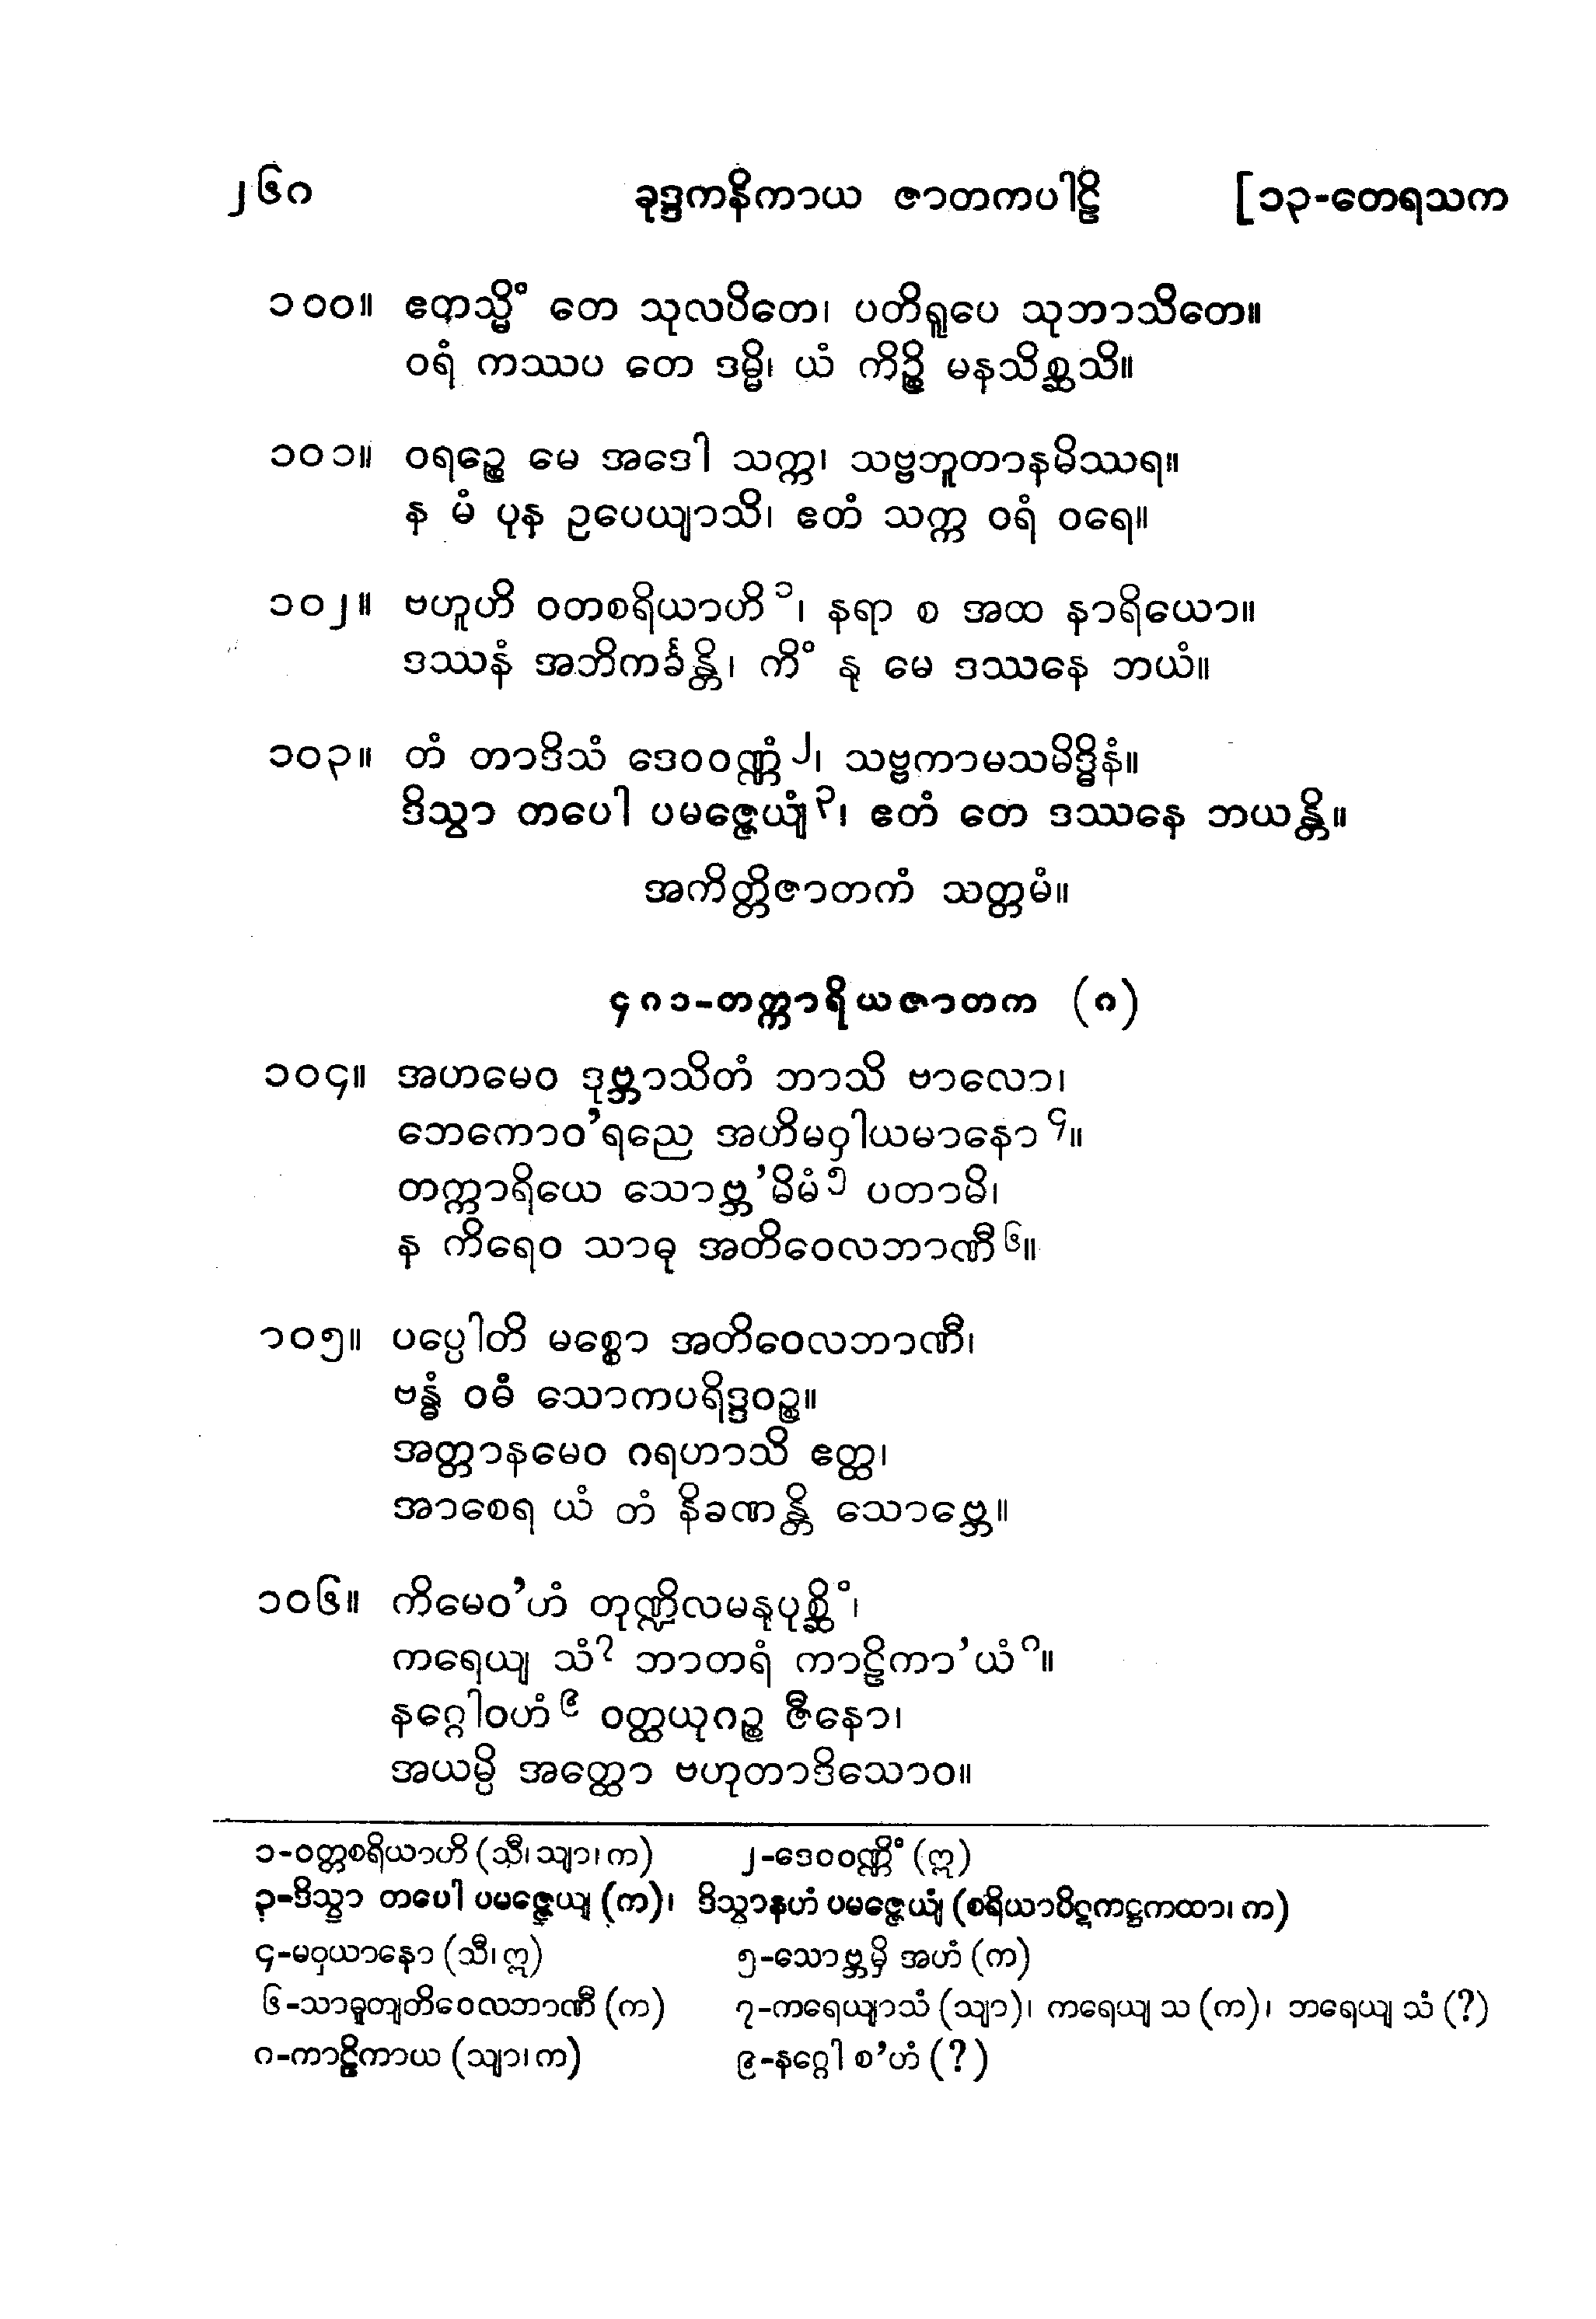 ၂၆ဂ ခုဒ္ဒကနိကာယ ဇာတကပါဠိ [၁၃-တေရသက
၁၀၀။ ဧတသ္မိံ တေ သုလပိတေ၊ ပတိရူပေ သုဘာသိတေ။
ဝရံ ကဿပ တေ ဒမ္မိ၊ ယံ ကိဉ္စိ မနသိစ္ဆသိ။
၁၀၁။ ဝရဉ္စေ မေ အဒေါ သက္က၊ သဗ္ဗဘူတာနမိဿရ။
န မံ ပုန ဥပေယျာသိ၊ ဧတံ သက္က ဝရံ ဝရေ။
၁၀၂။ ဗဟူဟိ ဝတစရိယာဟိ၁၊ နရာ စ အထ နာရိယော။
ဒဿနံ အဘိကင်္ခန္တိ၊ ကိံ နု မေ ဒဿနေ ဘယံ။
၁၀၃။ တံ တာဒိသံ ဒေဝဝဏ္ဏံ၂၊ သဗ္ဗကာမသမိဒ္ဓိနံ။
ဒိသွာ တပေါ ပမဇ္ဇေယျံ၃၊ ဧတံ တေ ဒဿနေ ဘယန္တိ။
အကိတ္တိဇာတကံ သတ္တမံ။
၄ဂ၁-တက္ကာရိယဇာတက (ဂ)
၁၀၄။ အဟမေဝ ဒုဗ္ဘာသိတံ ဘာသိ ဗာလော၊
ဘေကောဝ’ရညေ အဟိမဝှါယမာနော၄။
တက္ကာရိယေ သောဗ္ဘ’မိမံ၅ ပတာမိ၊
န ကိရေဝ သာဓု အတိဝေလဘာဏီ၆။
၁၀၅။ ပပ္ပေါတိ မစ္စော အတိဝေလဘာဏီ၊
ဗန္ဓံ ဝဓံ သောကပရိဒ္ဒဝဉ္စ။
အတ္တာနမေဝ ဂရဟာသိ ဧတ္ထ၊
အာစေရ ယံ တံ နိခဏန္တိ သောဗ္ဘေ။
၁၀၆။ ကိမေဝ’ဟံ တုဏ္ဍိလမနုပုစ္ဆိံ၊
ကရေယျ သံ၇ ဘာတရံ ကာဠိကာ’ယံဂ။
နဂ္ဂေါဝဟံ၉ ဝတ္ထယုဂဉ္စ ဇီနော၊
အယမ္ပိ အတ္ထော ဗဟုတာဒိသောဝ။
၁-ဝတ္တစရိယာဟိ (သီ၊ သျာ၊ က) ၂-ဒေဝဝဏ္ဏိံ (ဣ)
၃-ဒိသွာ တပေါ ပမဇ္ဇေယျ (က)၊ ဒိသွာနဟံ ပမဇ္ဇေယျံ (စရိယာပိဋကဋ္ဌကထာ၊ က)
၄-မဝှယာနော (သီ၊ ဣ) ၅-သောဗ္ဘမှိ အဟံ (က)
၆-သာဓူတျတိဝေလဘာဏီ (က) ၇-ကရေယျာသံ (သျာ)၊ ကရေယျ သ (က)၊ ဘရေယျ သံ (?)
ဂ-ကာဠိကာယ (သျာ၊ က) ၉-နဂ္ဂေါ စ’ဟံ (?)